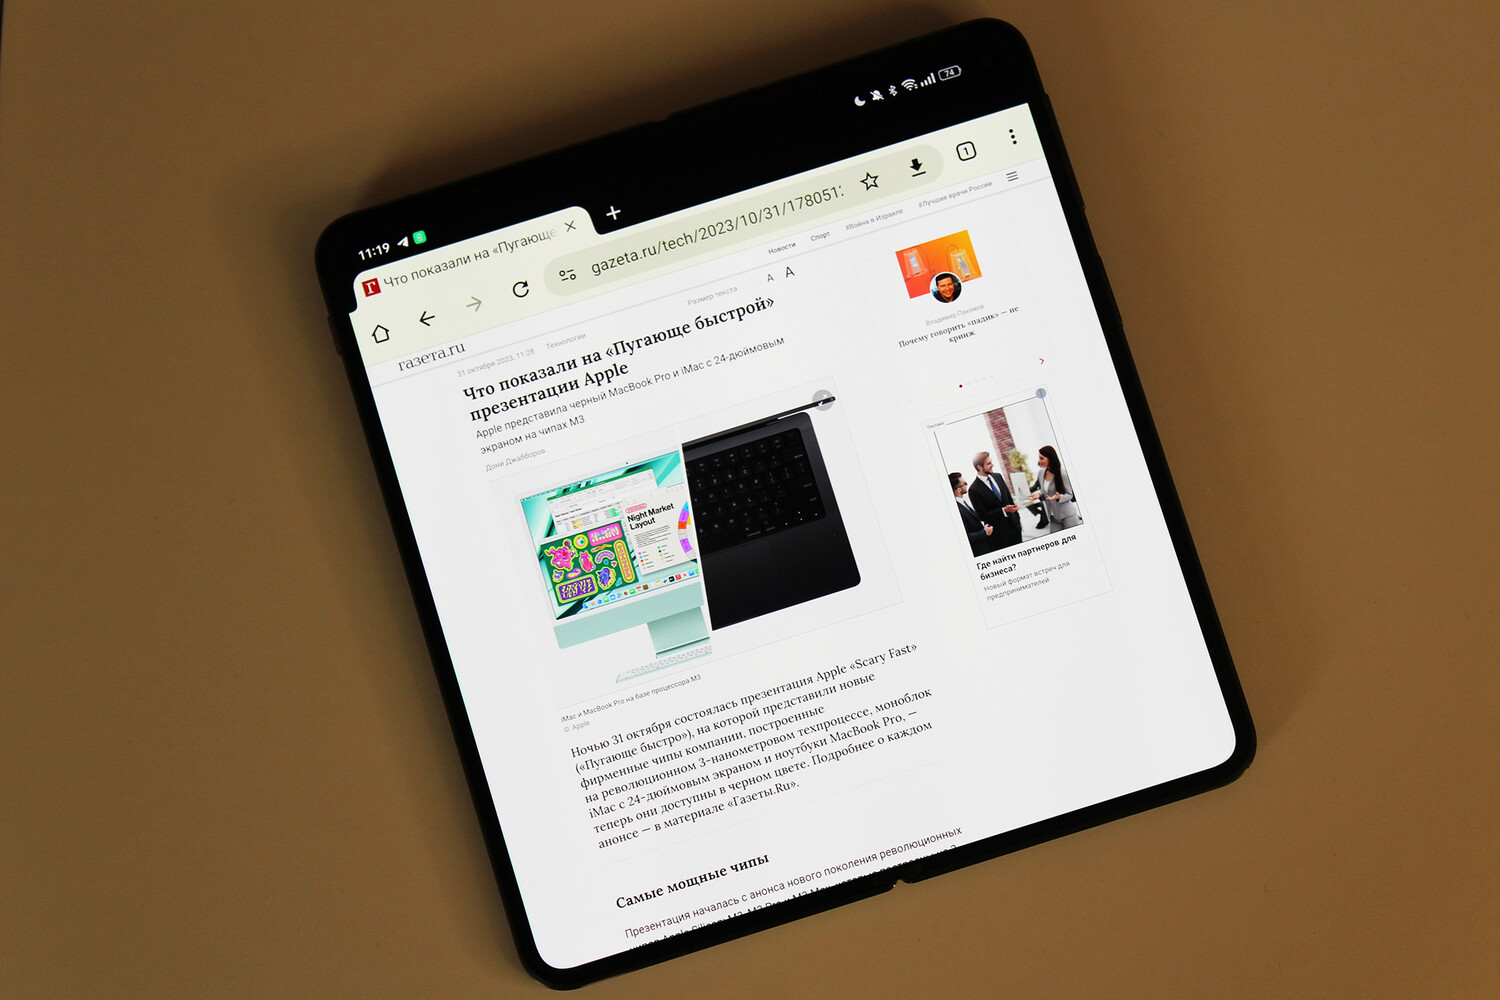 11:19
74
Что показали на «Пугающе
1
gazeta.ru/tech/2023/10/31/1780513
газета.ru
Новости Спорт #Война в Израиле #Лучшие врачи России
31 октября 2023, 11:28 Технологии
Размер текста A A
Что показали на «Пугающе быстрой»
презентации Apple
Apple представила черный MacBook Pro и iMac с 24-дюймовым
экраном на чипах M3
Дони Джабборов
Night Market
Layout
iMac и MacBook Pro на базе процессора M3
© Apple
Ночью 31 октября состоялась презентация Apple «Scary Fast»
(«Пугающе быстро»), на которой представили новые
фирменные чипы компании, построенные
на революционном 3-нанометровом техпроцессе, моноблок
iMac с 24-дюймовым экраном и ноутбуки MacBook Pro, —
теперь они доступны в черном цвете. Подробнее о каждом
анонсе — в материале «Газеты.Ru».
Самые мощные чипы
Презентация началась с анонса нового поколения революционных
Владимир Пахомов
Почему говорить «падик» — не
кринж
Реклама
Где найти партнеров для
бизнеса?
Новый формат встреч для
предпринимателей